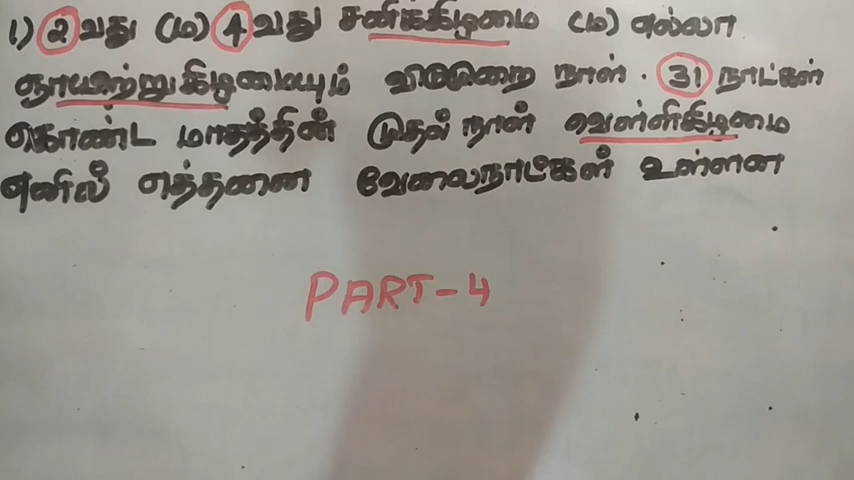 1) 2வது (ம) 4வது சனிக்கிழமை (ம) எல்லா
ஞாயிற்றுகிழமையும் விடுமுறை நாள். 31 நாட்கள்
கொண்ட மாதத்தின் முதல் நாள் வெள்ளிகிழமை
எனில் எத்தனை வேலைநாட்கள் உள்ளன
PART-4